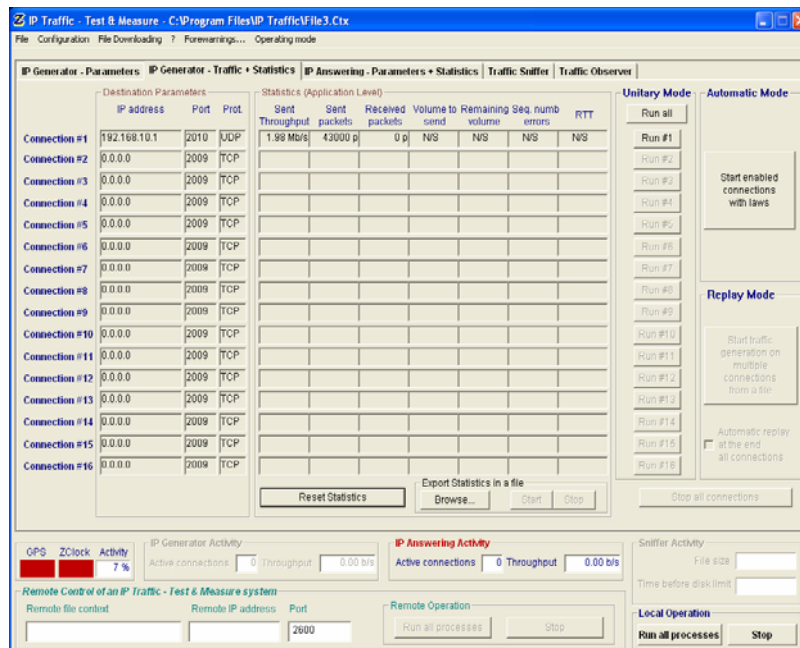 IP Traffic - Test & Measure - C:\Program Files\IP Traffic\File3.Ctx
File Configuration File Downloading ? Forewarnings... Operating mode
IP Generator - Parameters IP Generator - Traffic + Statistics IP Answering - Parameters + Statistics Traffic Sniffer Traffic Observer
Destination Parameters Statistics (Application Level) Unitary Mode Automatic Mode
IP address Port Prot. Sent Throughput Sent packets Received packets Volume to send Remaining volume Seq. numb errors RTT Run all
Connection #1 192.168.10.1 2010 UDP 1.98 Mb/s 43000 p 0 p N/S N/S N/S N/S Run #1
Connection #2 0.0.0.0 2009 TCP Run #2
Connection #3 0.0.0.0 2009 TCP Run #3
Connection #4 0.0.0.0 2009 TCP Run #4
Connection #5 0.0.0.0 2009 TCP Run #5
Connection #6 0.0.0.0 2009 TCP Run #6
Connection #7 0.0.0.0 2009 TCP Run #7
Connection #8 0.0.0.0 2009 TCP Run #8
Connection #9 0.0.0.0 2009 TCP Run #9
Connection #10 0.0.0.0 2009 TCP Run #10
Connection #11 0.0.0.0 2009 TCP Run #11
Connection #12 0.0.0.0 2009 TCP Run #12
Connection #13 0.0.0.0 2009 TCP Run #13
Connection #14 0.0.0.0 2009 TCP Run #14
Connection #15 0.0.0.0 2009 TCP Run #15
Connection #16 0.0.0.0 2009 TCP Run #16
Start enabled
connections
with laws
Replay Mode
Start traffic
generation on
multiple
connections
from a file
Automatic replay
at the end
all connections
Export Statistics in a file
Reset Statistics Browse... Start Stop Stop all connections
GPS ZClock Activity
7 %
IP Generator Activity
Active connections 0 Throughput 0.00 b/s
IP Answering Activity
Active connections 0 Throughput 0.00 b/s
Sniffer Activity
File size
Time before disk limit
Remote Control of an IP Traffic - Test & Measure system
Remote file context Remote IP address Port
2600
Remote Operation
Run all processes Stop
Local Operation
Run all processes Stop